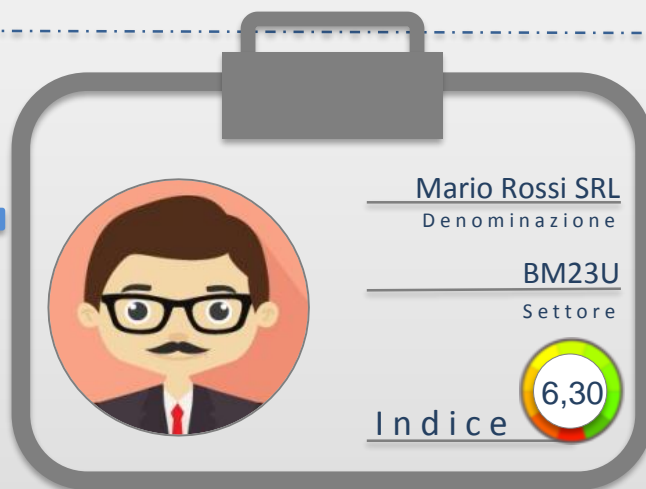 Mario Rossi SRL
Denominazione
BM23U
Settore
Indice
6,30